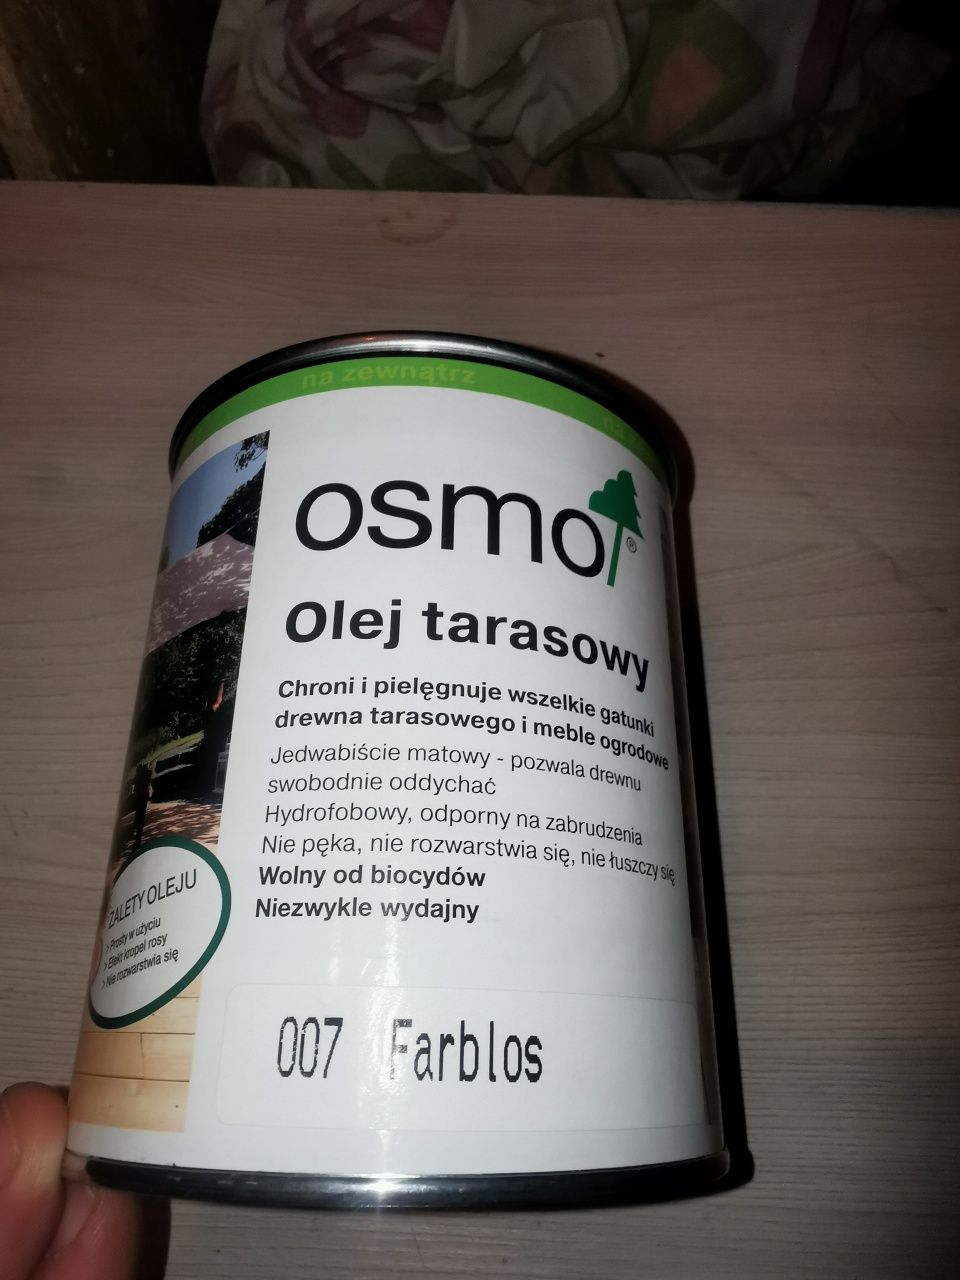 na zewnątrz
osmo
®
Olej tarasowy
Chroni i pielęgnuje wszelkie gatunki
drewna tarasowego i meble ogrodowe
Jedwabiście matowy - pozwala drewnu
swobodnie oddychać
Hydrofobowy, odporny na zabrudzenia
Nie pęka, nie rozwarstwia się, nie łuszczy się
Wolny od biocydów
Niezwykle wydajny
ZALETY OLEJU
> Prosty w użyciu
> Efekt kropel rosy
> Nie rozwarstwia się
007 Farblos